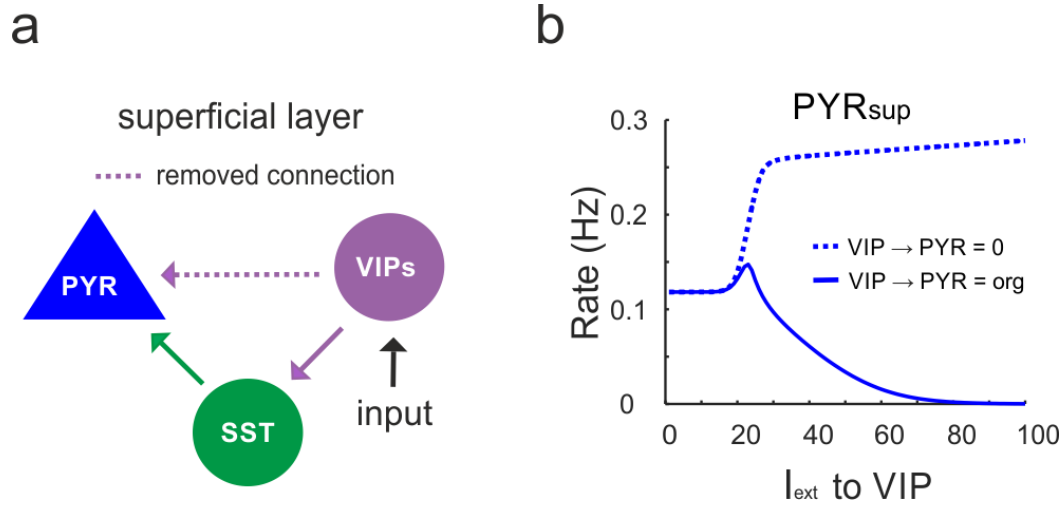 a
superficial layer
removed connection
PYR
VIPs
SST
input
b
PYRsup
Rate (Hz)
0.3
0.2
0.1
0
VIP → PYR = 0
VIP → PYR = org
0 20 40 60 80 100
Iext to VIP